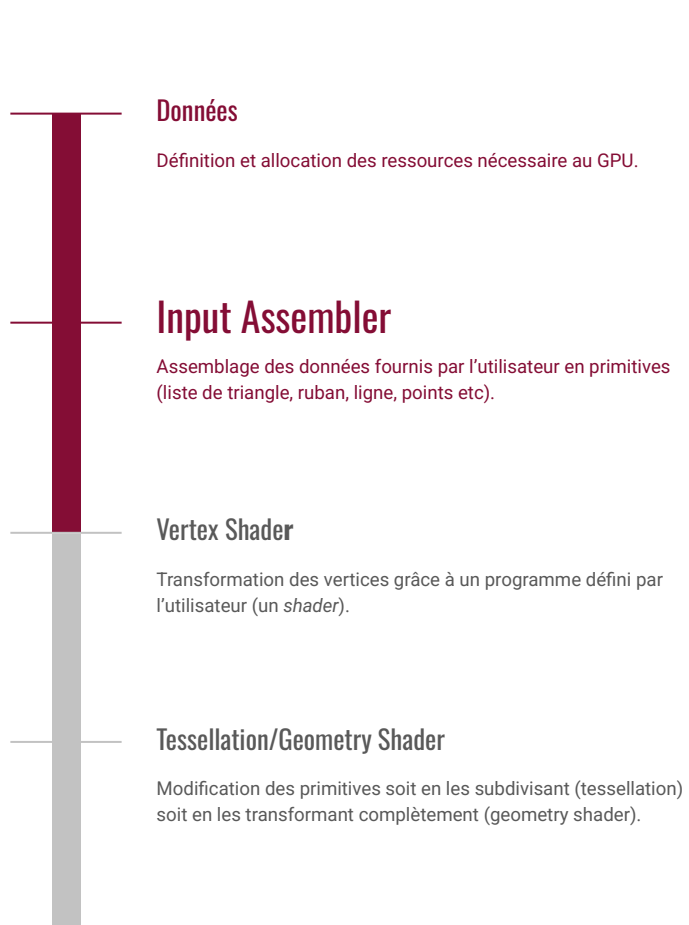 Données
Définition et allocation des ressources nécessaire au GPU.
Input Assembler
Assemblage des données fournis par l’utilisateur en primitives
(liste de triangle, ruban, ligne, points etc).
Vertex Shader
Transformation des vertices grâce à un programme défini par
l’utilisateur (un shader).
Tessellation/Geometry Shader
Modification des primitives soit en les subdivisant (tessellation)
soit en les transformant complètement (geometry shader).